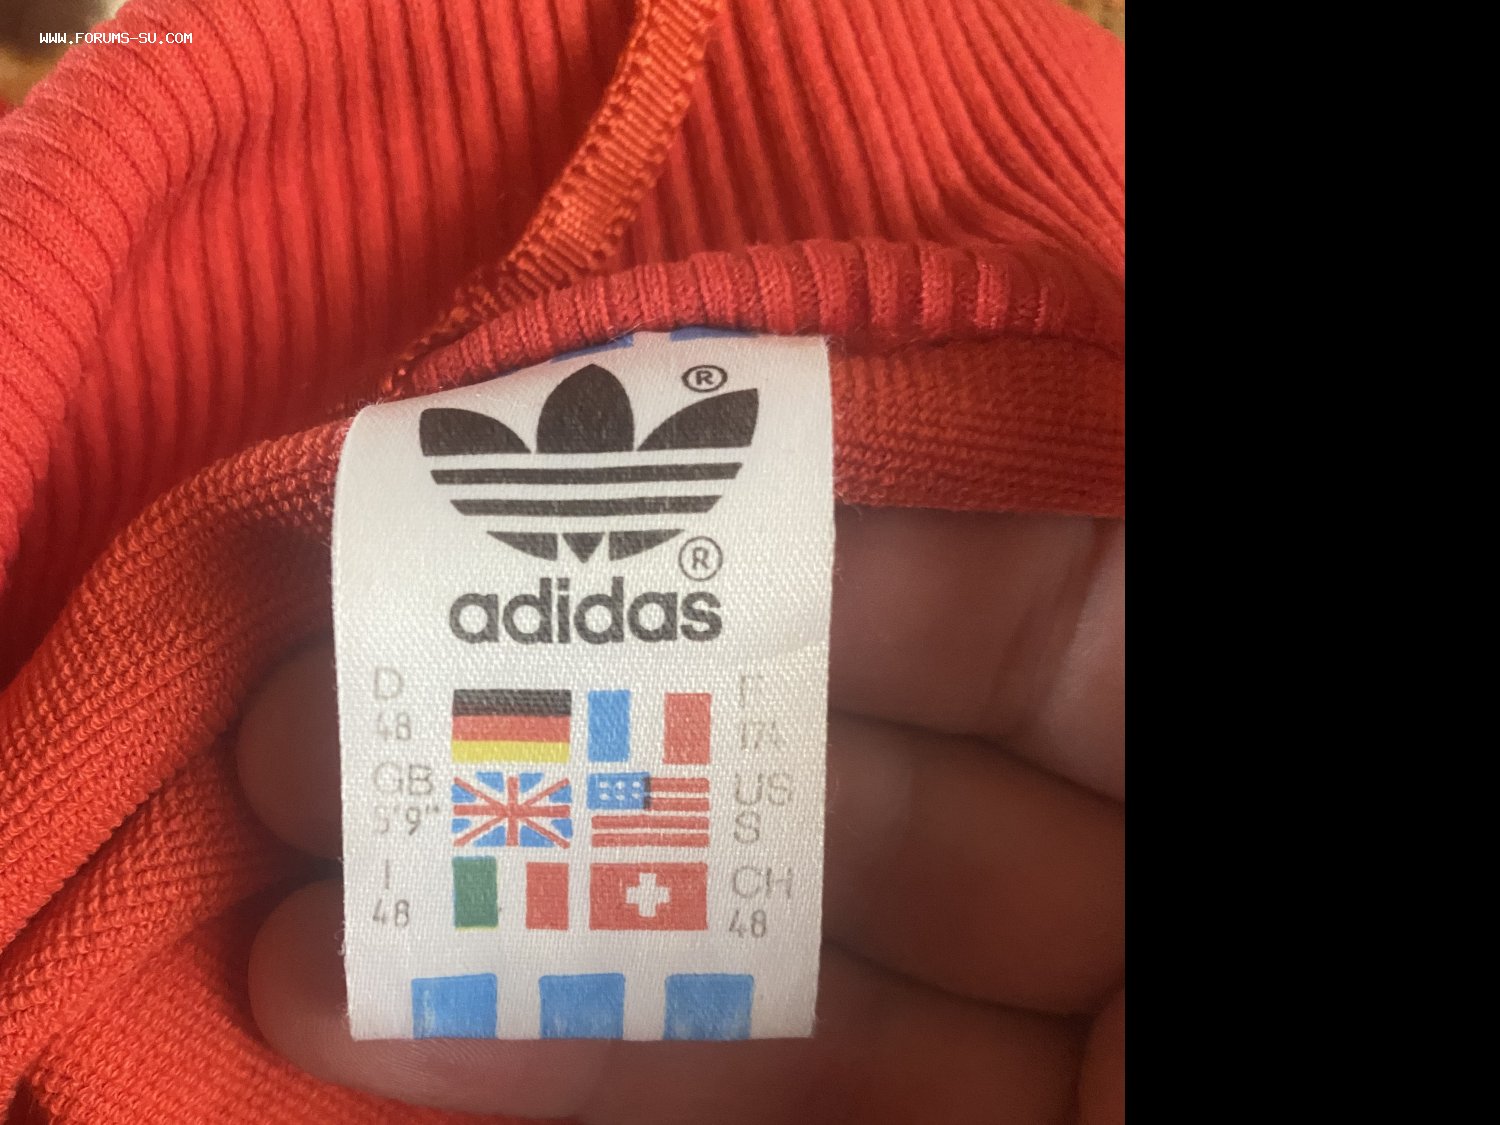 WWW.FORUMS-SU.COM
®
®
adidas
D
48
F
174
GB
5'9"
US
S
I
48
CH
48